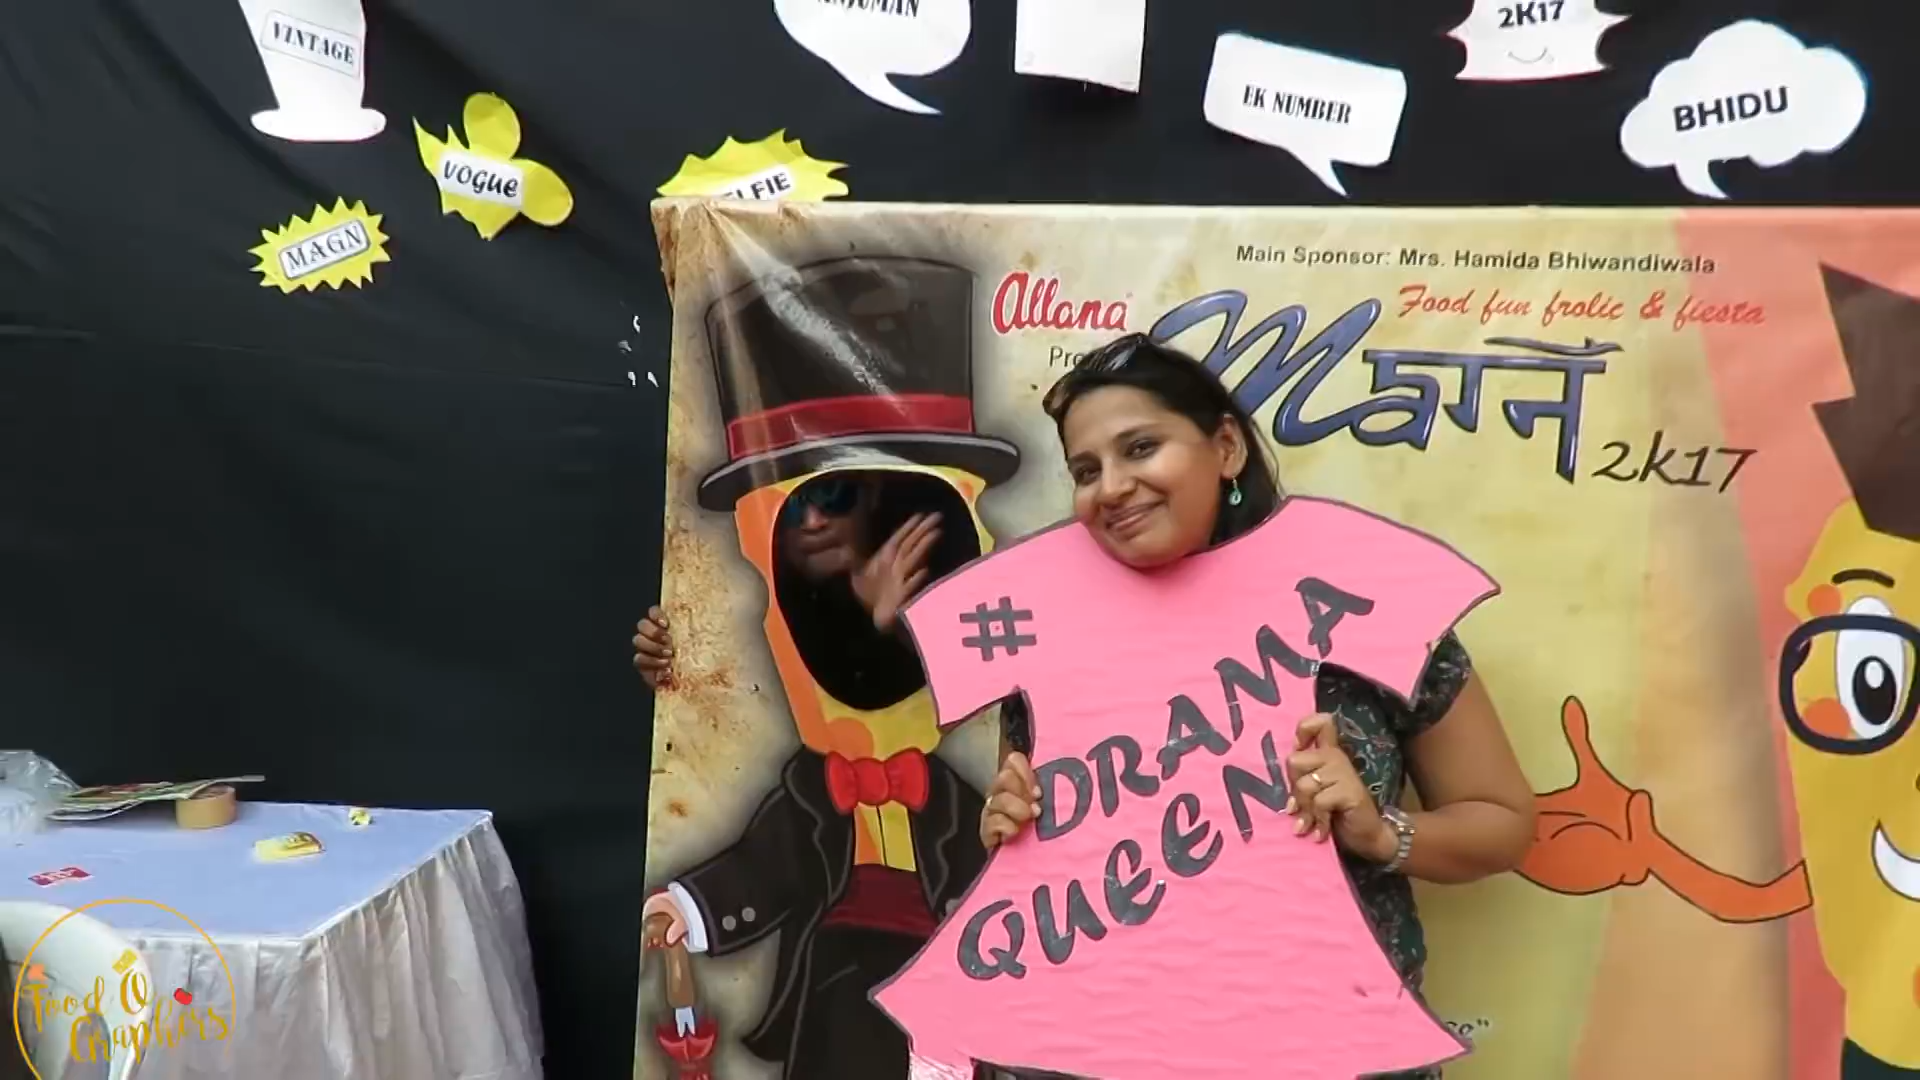 VINTAGE
VOGUE
MAGN
2K17
EK NUMBER
BHIDU
Main Sponsor: Mrs. Hamida Bhiwandiwala
Allana
Food fun frolic & fiesta
Maगनं
2k17
#
DRAMA
QUEEN
Food O
Graphers